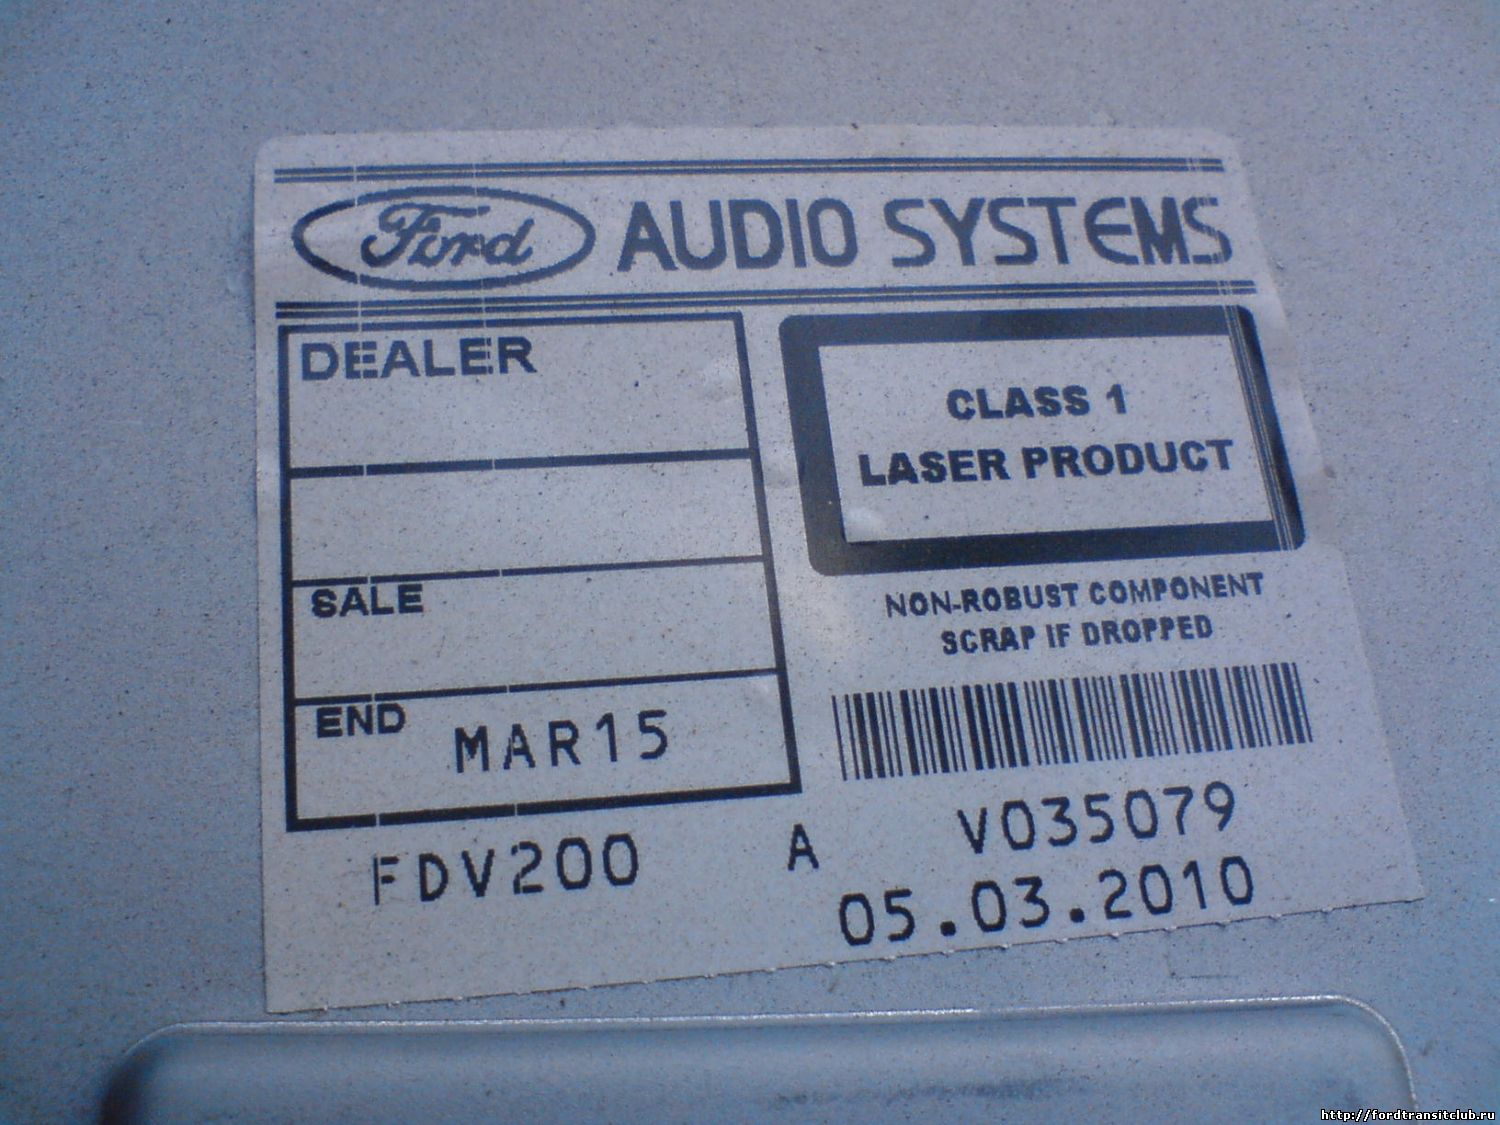 Ford AUDIO SYSTEMS
DEALER
SALE
END MAR15
CLASS 1
LASER PRODUCT
NON-ROBUST COMPONENT
SCRAP IF DROPPED
FDV200 A V035079
05.03.2010
http://fordtransitclub.ru